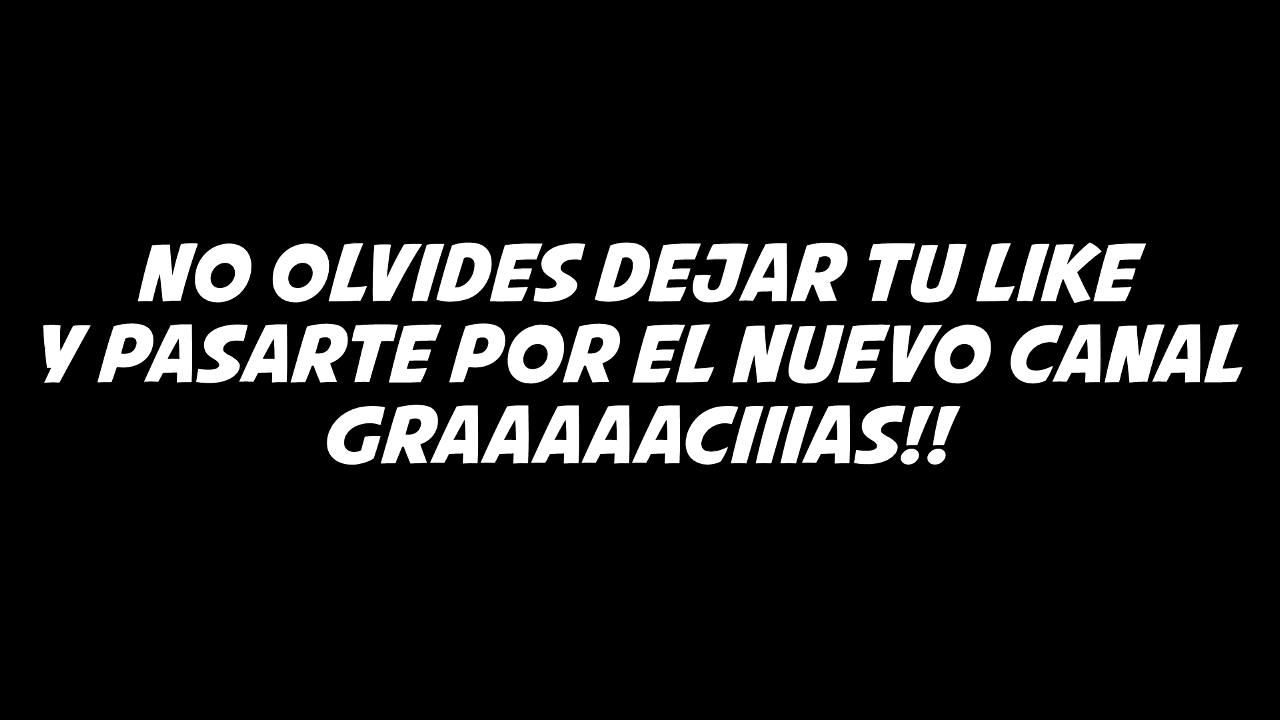 NO OLVIDES DEJAR TU LIKE
Y PASARTE POR EL NUEVO CANAL
GRAAAAACIIIAS!!